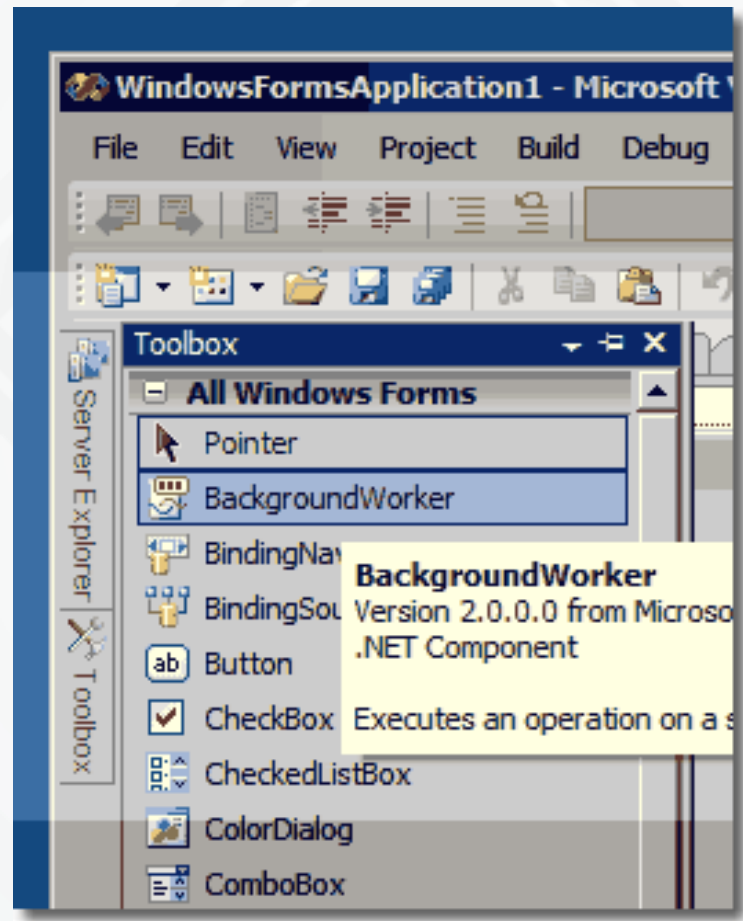 WindowsFormsApplication1 - Microsoft
File Edit View Project Build Debug
Server Explorer
Toolbox
Toolbox
All Windows Forms
Pointer
BackgroundWorker
BindingNav
BindingSou
Button
CheckBox
CheckedListBox
ColorDialog
ComboBox
BackgroundWorker
Version 2.0.0.0 from Microso
.NET Component
Executes an operation on a s